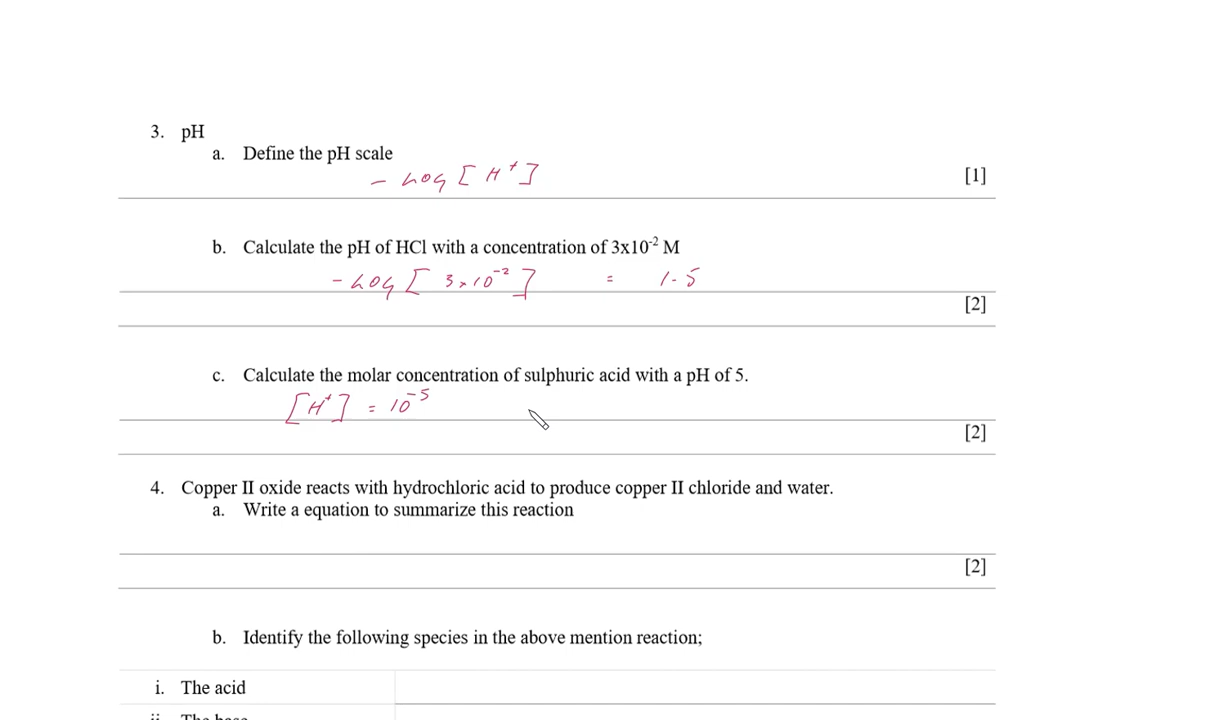 3. pH
a. Define the pH scale
- Log [H⁺]
[1]
b. Calculate the pH of HCl with a concentration of 3x10⁻² M
- Log [3 x 10⁻²] = 1.5
[2]
c. Calculate the molar concentration of sulphuric acid with a pH of 5.
[H⁺] = 10⁻⁵
[2]
4. Copper II oxide reacts with hydrochloric acid to produce copper II chloride and water.
a. Write a equation to summarize this reaction
[2]
b. Identify the following species in the above mention reaction;
i. The acid
ii. The base